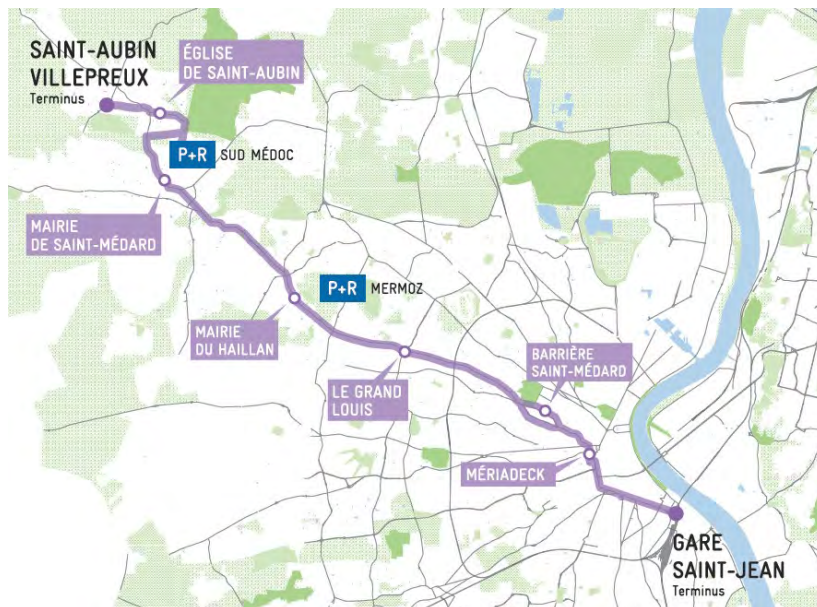 SAINT-AUBIN
VILLEPREUX
Terminus
ÉGLISE
DE SAINT-AUBIN
P+R SUD MÉDOC
MAIRIE
DE SAINT-MÉDARD
P+R MERMOZ
MAIRIE
DU HAILLAN
LE GRAND
LOUIS
BARRIÈRE
SAINT-MÉDARD
MÉRIADECK
GARE
SAINT-JEAN
Terminus